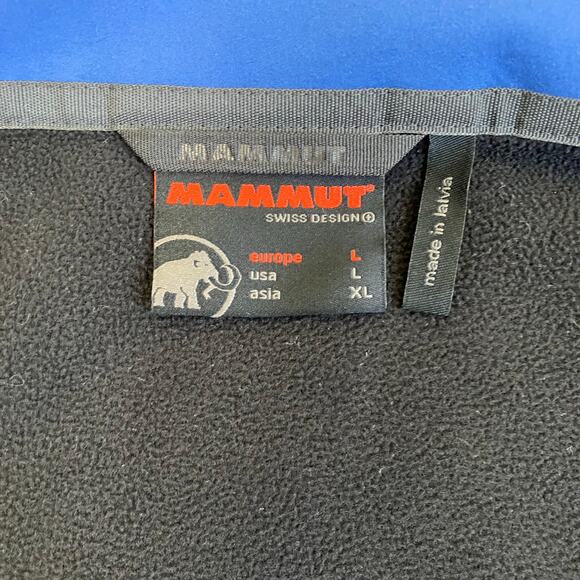 MAMMUT
MAMMUT®
SWISS DESIGN
europe L
usa L
asia XL
made in latvia